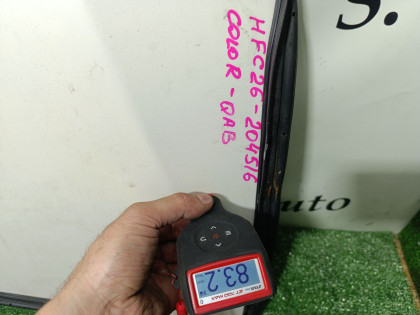 HFC26-204516
COLOR-QAB
S.
auto
83.2